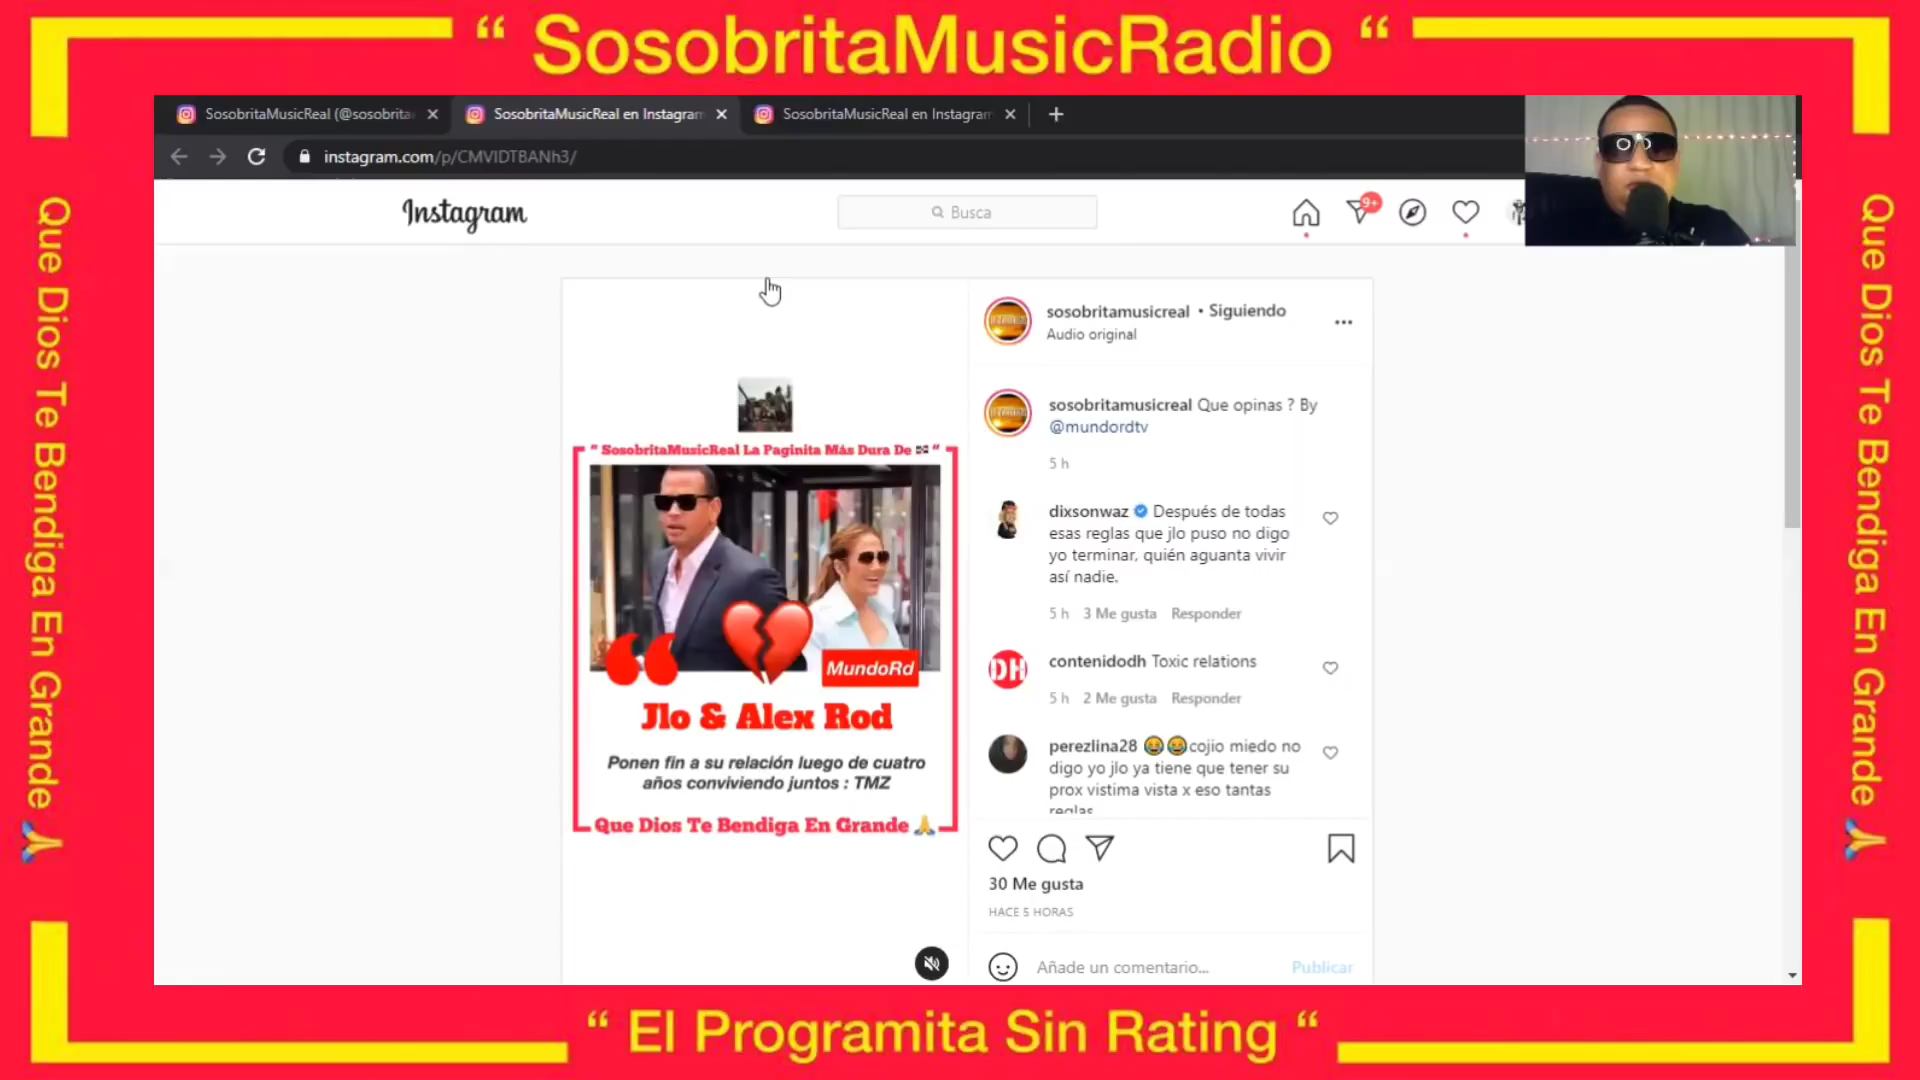 “ SosobritaMusicRadio “
SosobritaMusicReal (@sosobrita
SosobritaMusicReal en Instagram
SosobritaMusicReal en Instagram
instagram.com/p/CMVIDTBANh3/
Instagram
Busca
9+
sosobritamusicreal • Siguiendo
Audio original
sosobritamusicreal Que opinas ? By
@mundordtv
5 h
dixsonwaz Después de todas
esas reglas que jlo puso no digo
yo terminar, quién aguanta vivir
así nadie.
5 h 3 Me gusta Responder
DH
contenidodh Toxic relations
5 h 2 Me gusta Responder
perezlina28 😂😂cojio miedo no
digo yo jlo ya tiene que tener su
prox vistima vista x eso tantas
reglas
30 Me gusta
HACE 5 HORAS
Añade un comentario...
Publicar
“ SosobritaMusicReal La Paginita Más Dura De 🇩🇴 “
MundoRd
Jlo & Alex Rod
Ponen fin a su relación luego de cuatro
años conviviendo juntos : TMZ
Que Dios Te Bendiga En Grande 🙏
Que Dios Te Bendiga En Grande 🙏
Que Dios Te Bendiga En Grande 🙏
“ El Programita Sin Rating “